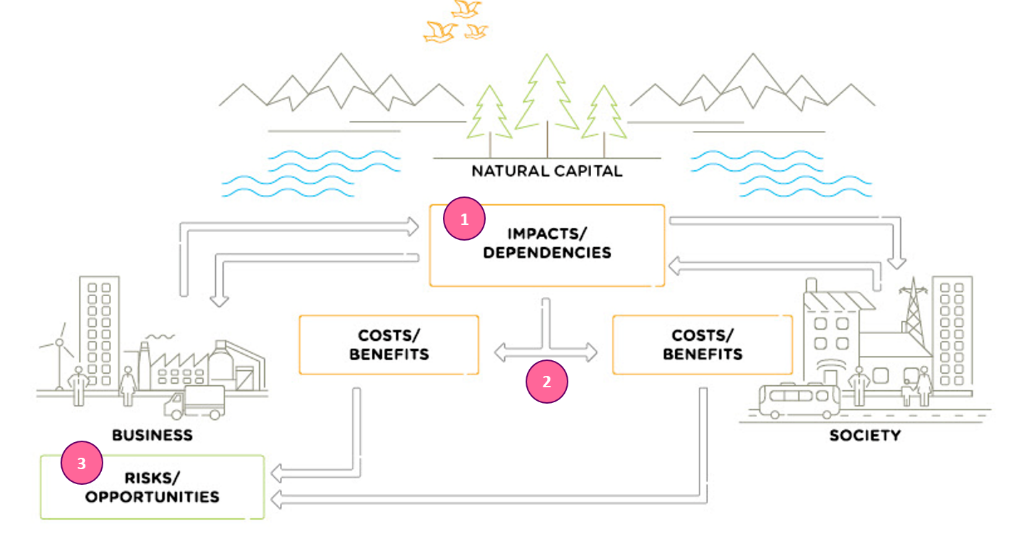 NATURAL CAPITAL
1
IMPACTS/
DEPENDENCIES
COSTS/
BENEFITS
COSTS/
BENEFITS
2
BUSINESS
SOCIETY
3
RISKS/
OPPORTUNITIES